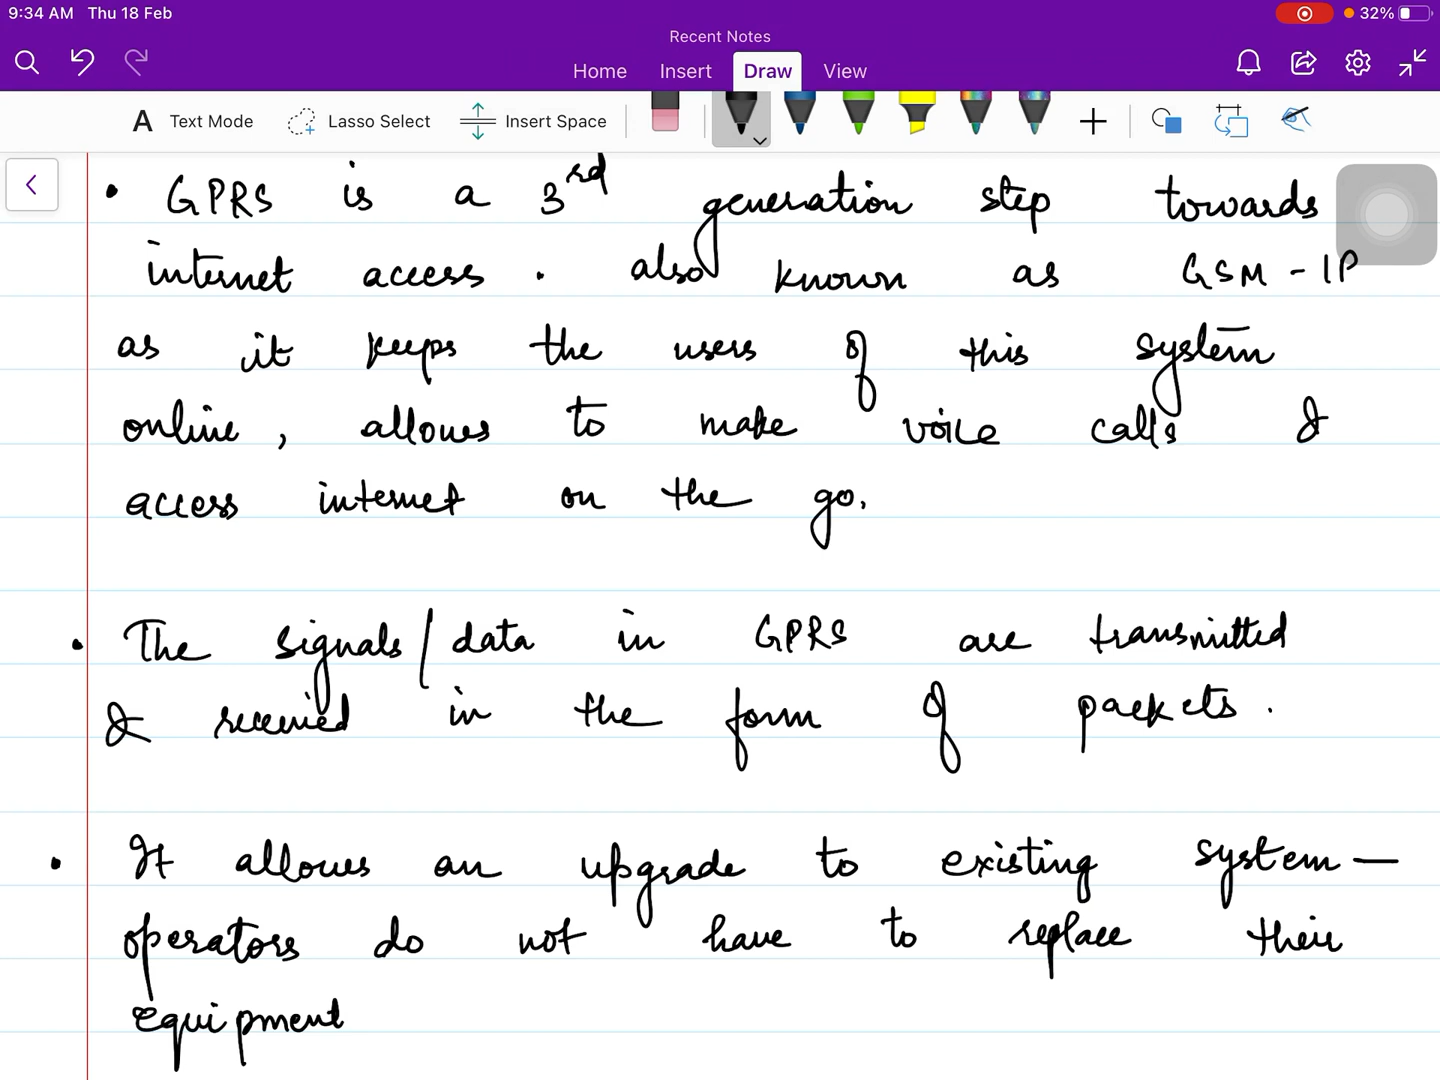 9:34 AM Thu 18 Feb
32%
Recent Notes
Home Insert Draw View
A Text Mode Lasso Select Insert Space
• GPRS is a 3rd generation step towards
internet access. also known as GSM-IP
as it keeps the users of this system
online, allows to make voice calls &
access internet on the go.
• The signals/data in GPRS are transmitted
& received in the form of packets.
• It allows an upgrade to existing system —
operators do not have to replace their
equipment